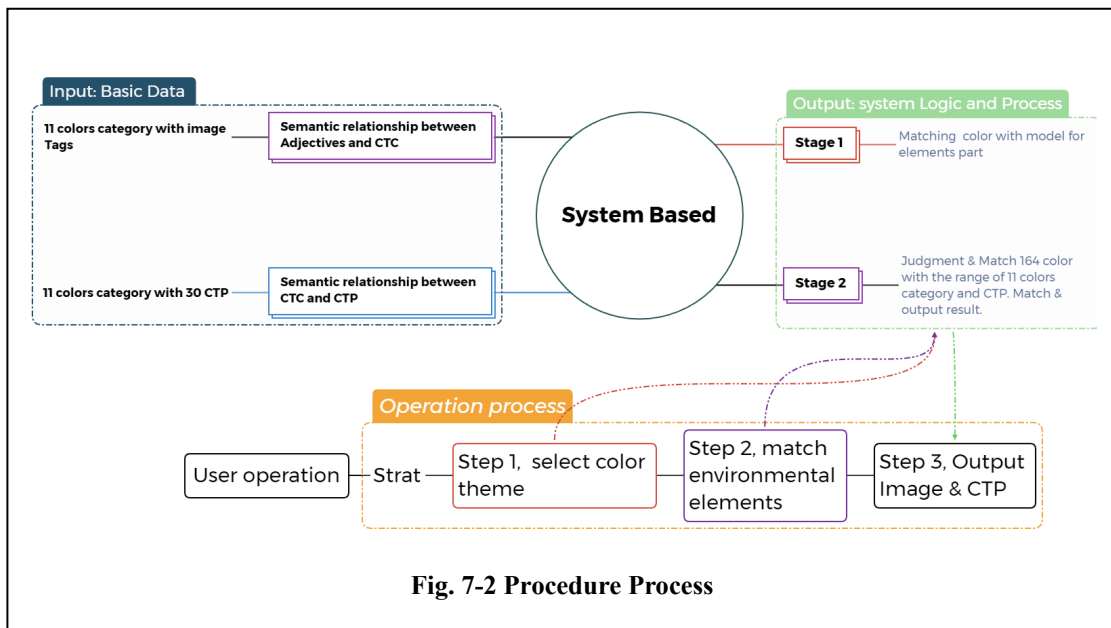 Input: Basic Data
11 colors category with image
Tags
Semantic relationship between
Adjectives and CTC
11 colors category with 30 CTP
Semantic relationship between
CTC and CTP
System Based
Output: system Logic and Process
Stage 1
Matching color with model for
elements part
Stage 2
Judgment & Match 164 color
with the range of 11 colors
category and CTP. Match &
output result.
Operation process
User operation
Strat
Step 1, select color
theme
Step 2, match
environmental
elements
Step 3, Output
Image & CTP
Fig. 7-2 Procedure Process